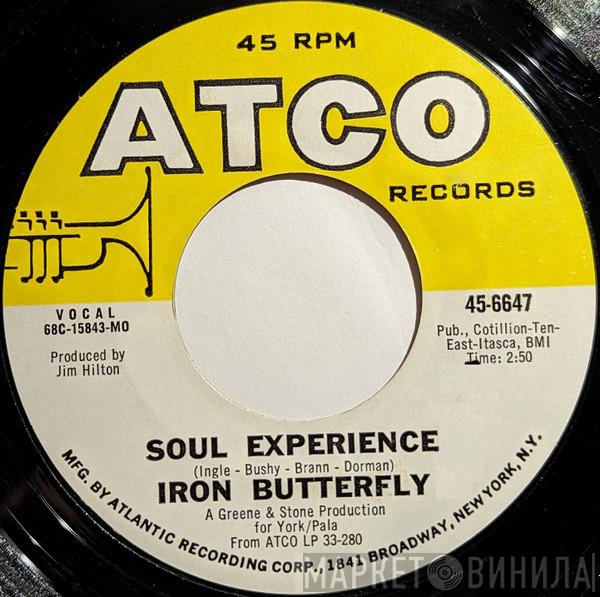 45 RPM
ATCO
RECORDS
VOCAL
68C-15843-MO
Produced by
Jim Hilton
45-6647
Pub., Cotillion-Ten-
East-Itasca, BMI
Time: 2:50
SOUL EXPERIENCE
(Ingle - Bushy - Brann - Dorman)
IRON BUTTERFLY
A Greene & Stone Production
for York/Pala
From ATCO LP 33-280
MFG. BY ATLANTIC RECORDING CORP., 1841 BROADWAY, NEW YORK, N.Y.
МАРКЕТ ВИНИЛА